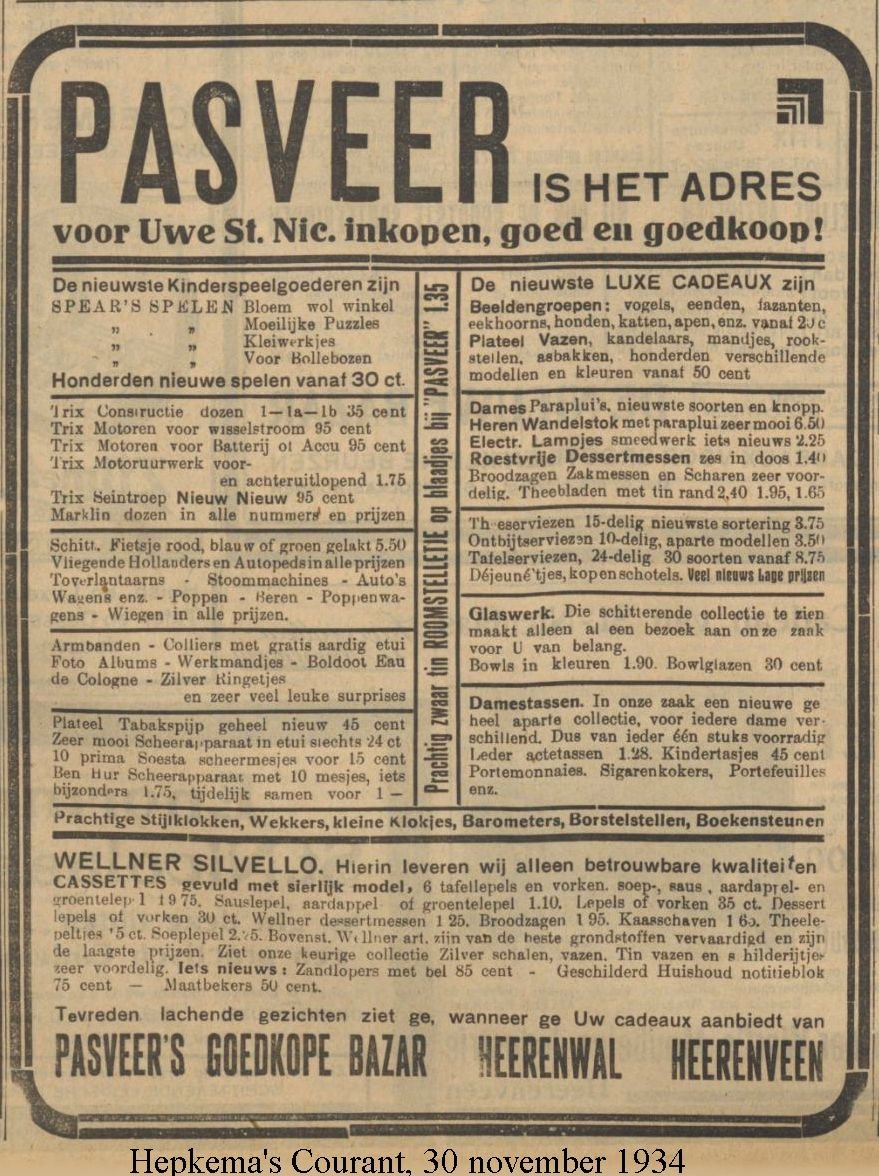 PASVEER
IS HET ADRES
voor Uwe St. Nic. inkopen, goed en goedkoop!
De nieuwste Kinderspeelgoederen zijn
SPEAR'S SPELEN Bloem wol winkel
„ „ Moeilijke Puzzles
„ „ Kleiwerkjes
„ „ Voor Bollebozen
Honderden nieuwe spelen vanaf 30 ct.
Trix Constructie dozen 1—1a—1b 35 cent
Trix Motoren voor wisselstroom 95 cent
Trix Motoren voor Batterij of Accu 95 cent
Trix Motoruurwerk voor-
en achteruitlopend 1.75
Trix Seintroep Nieuw Nieuw 95 cent
Marklin dozen in alle nummers en prijzen
Schitt. Fietsje rood, blauw of groen gelakt 5.50
Vliegende Hollanders en Autopeds in alle prijzen
Toverlantaarns - Stoommachines - Auto's
Wagens enz. - Poppen - Beren - Poppenwa-
gens - Wiegen in alle prijzen.
Armbanden - Colliers met gratis aardig etui
Foto Albums - Werkmandjes - Boldoot Eau
de Cologne - Zilver Ringetjes
en zeer veel leuke surprises
Plateel Tabakspijp geheel nieuw 45 cent
Zeer mooi Scheerapparaat in etui slechts 24 ct
10 prima Soesta scheermesjes voor 15 cent
Ben Hur Scheerapparaat met 10 mesjes, iets
bijzonders 1.75, tijdelijk samen voor 1 —
Prachtig zwaar tin ROOMSTELLETJE op blaadjes bij "PASVEER" 1.35
De nieuwste LUXE CADEAUX zijn
Beeldengroepen: vogels, eenden, fazanten,
eekhoorns, honden, katten, apen, enz. vanaf c
Plateel Vazen, kandelaars, mandjes, rook-
stellen, asbakken, honderden verschillende
modellen en kleuren vanaf 50 cent
Dames Paraplui's, nieuwste soorten en knopp.
Heren Wandelstok met paraplui zeer mooi 6.50
Electr. Lampjes smeedwerk iets nieuws 2.25
Roestvrije Dessertmessen zes in doos 1.40
Broodzagen Zakmessen en Scharen zeer voor-
delig. Theebladen met tin rand 2,40 1.95, 1.65
Theeserviezen 15-delig nieuwste sortering 3.75
Ontbijtserviezen 10-delig, aparte modellen 3.50
Tafelserviezen, 24-delig 30 soorten vanaf 8.75
Déjeuné'tjes, kop en schotels. Veel nieuws Lage prijzen
Glaswerk. Die schitterende collectie te zien
maakt alleen al een bezoek aan onze zaak
voor U van belang.
Bowls in kleuren 1.90. Bowlglazen 30 cent
Damestassen. In onze zaak een nieuwe ge
heel aparte collectie, voor iedere dame ver-
schillend. Dus van ieder één stuks voorradig
Leder actetassen 1.28. Kindertasjes 45 cent
Portemonnaies. Sigarenkokers, Portefeuilles
enz.
Prachtige Stijlklokken, Wekkers, kleine Klokjes, Barometers, Borstelstellen, Boekensteunen
WELLNER SILVELLO. Hierin leveren wij alleen betrouwbare kwaliteiten
CASSETTES gevuld met sierlijk model, 6 tafellepels en vorken. soep-, saus , aardappel- en
groentelepel 19 75. Sauslepel, aardappel of groentelepel 1.10. Lepels of vorken 35 ct. Dessert
lepels of vorken 30 ct. Wellner dessertmessen 1 25. Broodzagen 1 95. Kaasschaven Theele-
peltjes ct. Soeplepel Bovenst. Wellner art. zijn van de beste grondstoffen vervaardigd en zijn
de laagste prijzen. Ziet onze keurige collectie Zilver schalen, vazen. Tin vazen en schilderijtjes
zeer voordelig. Iets nieuws: Zandlopers met bel 85 cent - Geschilderd Huishoud notitieblok
75 cent — Maatbekers 50 cent.
Tevreden lachende gezichten ziet ge, wanneer ge Uw cadeaux aanbiedt van
PASVEER'S GOEDKOPE BAZAR HEERENWAL HEERENVEEN
Hepkema's Courant, 30 november 1934